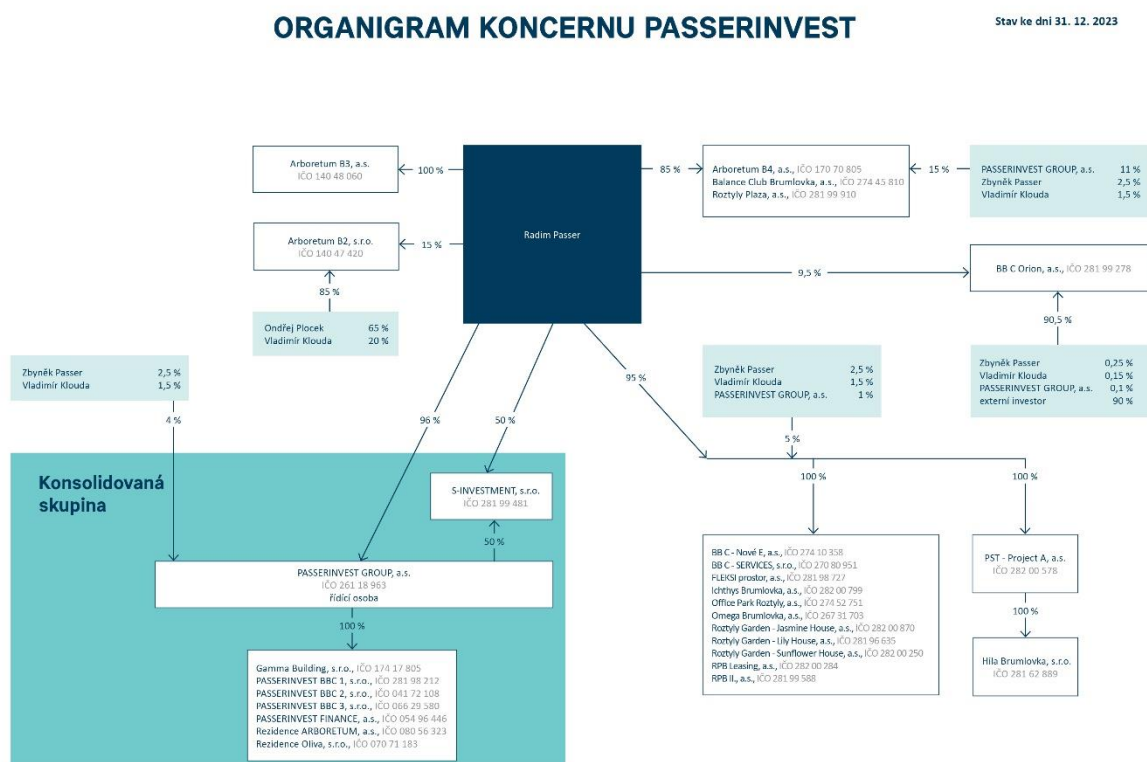 ORGANIGRAM KONCERNU PASSERINVEST
Stav ke dni 31. 12. 2023
Arboretum B3, a.s.
IČO 140 48 060
100 %
Radim Passer
85 %
Arboretum B4, a.s., IČO 170 70 805
Balance Club Brumlovka, a.s., IČO 274 45 810
Roztyly Plaza, a.s., IČO 281 99 910
15 %
PASSERINVEST GROUP, a.s. 11 %
Zbyněk Passer 2,5 %
Vladimír Klouda 1,5 %
Arboretum B2, s.r.o.
IČO 140 47 420
15 %
85 %
Ondřej Plocek 65 %
Vladimír Klouda 20 %
9,5 %
BB C Orion, a.s., IČO 281 99 278
90,5 %
Zbyněk Passer 0,25 %
Vladimír Klouda 0,15 %
PASSERINVEST GROUP, a.s. 0,1 %
externí investor 90 %
Zbyněk Passer 2,5 %
Vladimír Klouda 1,5 %
4 %
96 %
50 %
95 %
Zbyněk Passer 2,5 %
Vladimír Klouda 1,5 %
PASSERINVEST GROUP, a.s. 1 %
5 %
100 %
100 %
Konsolidovaná
skupina
S-INVESTMENT, s.r.o.
IČO 281 99 481
50 %
PASSERINVEST GROUP, a.s.
IČO 261 18 963
řídící osoba
100 %
Gamma Building, s.r.o., IČO 174 17 805
PASSERINVEST BBC 1, s.r.o., IČO 281 98 212
PASSERINVEST BBC 2, s.r.o., IČO 041 72 108
PASSERINVEST BBC 3, s.r.o., IČO 066 29 580
PASSERINVEST FINANCE, a.s., IČO 054 96 446
Rezidence ARBORETUM, a.s., IČO 080 56 323
Rezidence Oliva, s.r.o., IČO 070 71 183
BB C - Nové E, a.s., IČO 274 10 358
BB C - SERVICES, s.r.o., IČO 270 80 951
FLEKSI prostor, a.s., IČO 281 98 727
Ichthys Brumlovka, a.s., IČO 282 00 799
Office Park Roztyly, a.s., IČO 274 52 751
Omega Brumlovka, a.s., IČO 267 31 703
Roztyly Garden - Jasmine House, a.s., IČO 282 00 870
Roztyly Garden - Lily House, a.s., IČO 281 96 635
Roztyly Garden - Sunflower House, a.s., IČO 282 00 250
RPB Leasing, a.s., IČO 282 00 284
RPB II., a.s., IČO 281 99 588
PST - Project A, a.s.
IČO 282 00 578
100 %
Hila Brumlovka, s.r.o.
IČO 281 62 889